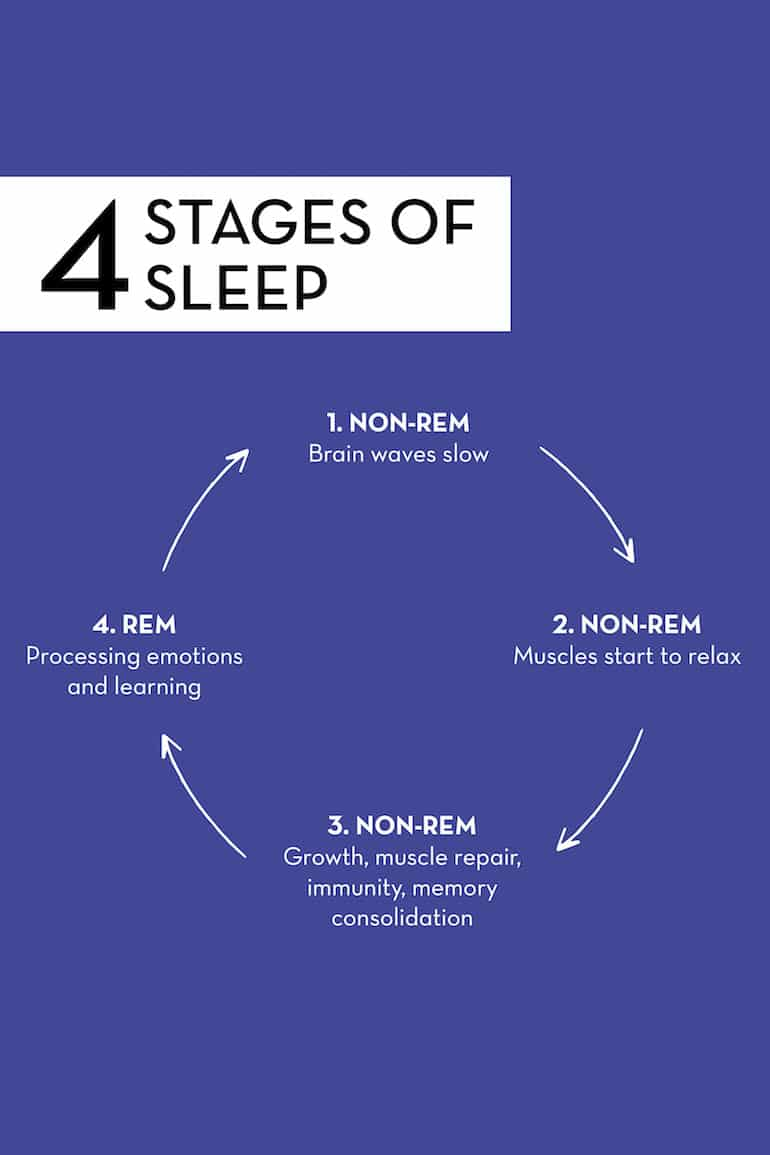 4 STAGES OF
SLEEP
1. NON-REM
Brain waves slow
2. NON-REM
Muscles start to relax
3. NON-REM
Growth, muscle repair,
immunity, memory
consolidation
4. REM
Processing emotions
and learning